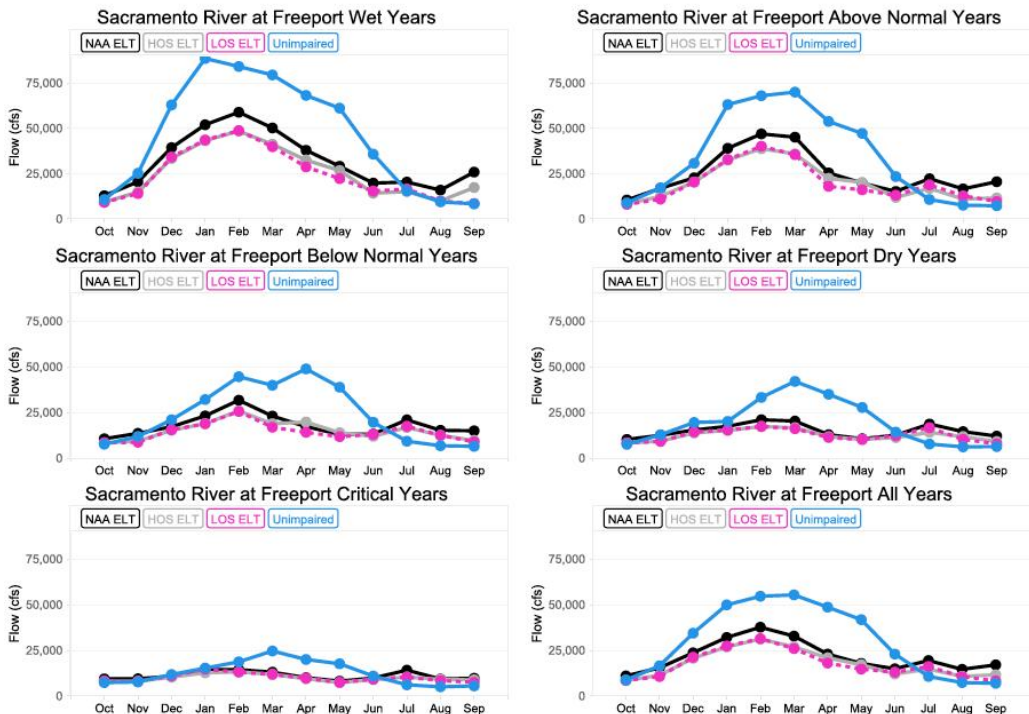 Sacramento River at Freeport Wet Years
NAA ELT HOS ELT LOS ELT Unimpaired
75,000
50,000
25,000
0
Flow (cfs)
Oct Nov Dec Jan Feb Mar Apr May Jun Jul Aug Sep
Sacramento River at Freeport Above Normal Years
NAA ELT HOS ELT LOS ELT Unimpaired
75,000
50,000
25,000
0
Flow (cfs)
Oct Nov Dec Jan Feb Mar Apr May Jun Jul Aug Sep
Sacramento River at Freeport Below Normal Years
NAA ELT HOS ELT LOS ELT Unimpaired
75,000
50,000
25,000
0
Flow (cfs)
Oct Nov Dec Jan Feb Mar Apr May Jun Jul Aug Sep
Sacramento River at Freeport Dry Years
NAA ELT HOS ELT LOS ELT Unimpaired
75,000
50,000
25,000
0
Flow (cfs)
Oct Nov Dec Jan Feb Mar Apr May Jun Jul Aug Sep
Sacramento River at Freeport Critical Years
NAA ELT HOS ELT LOS ELT Unimpaired
75,000
50,000
25,000
0
Flow (cfs)
Oct Nov Dec Jan Feb Mar Apr May Jun Jul Aug Sep
Sacramento River at Freeport All Years
NAA ELT HOS ELT LOS ELT Unimpaired
75,000
50,000
25,000
0
Flow (cfs)
Oct Nov Dec Jan Feb Mar Apr May Jun Jul Aug Sep